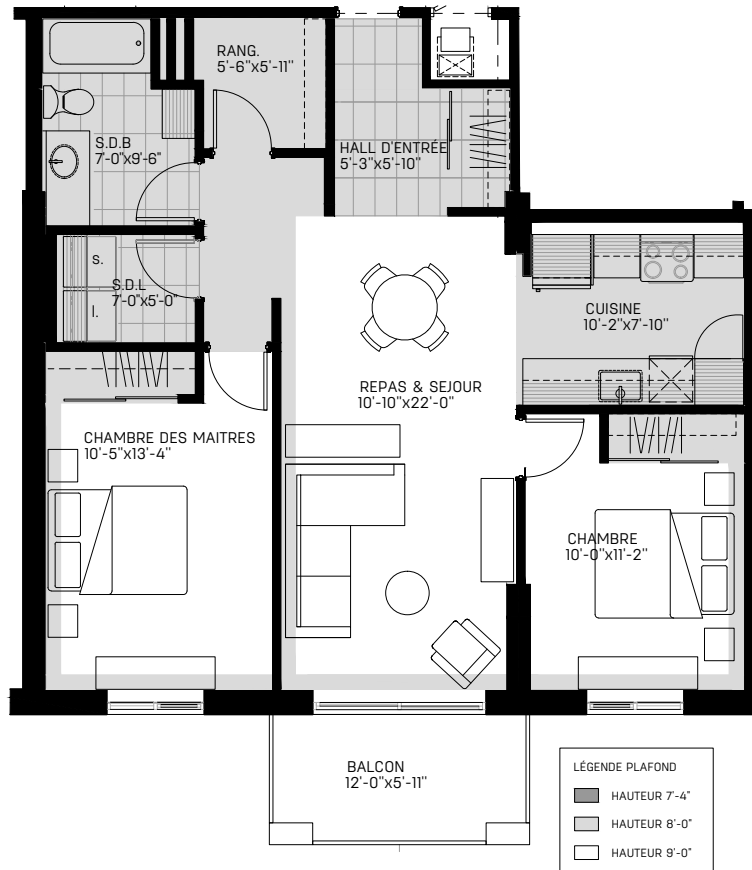 RANG.
5'-6"x5'-11"
S.D.B
7'-0"x9'-6"
HALL D'ENTRÉE
5'-3"x5'-10"
S.
S.D.L
7'-0"x5'-0"
l.
CUISINE
10'-2"x7'-10"
REPAS & SEJOUR
10'-10"x22'-0"
CHAMBRE DES MAITRES
10'-5"x13'-4"
CHAMBRE
10'-0"x11'-2"
BALCON
12'-0"x5'-11"
LÉGENDE PLAFOND
HAUTEUR 7'-4"
HAUTEUR 8'-0"
HAUTEUR 9'-0"